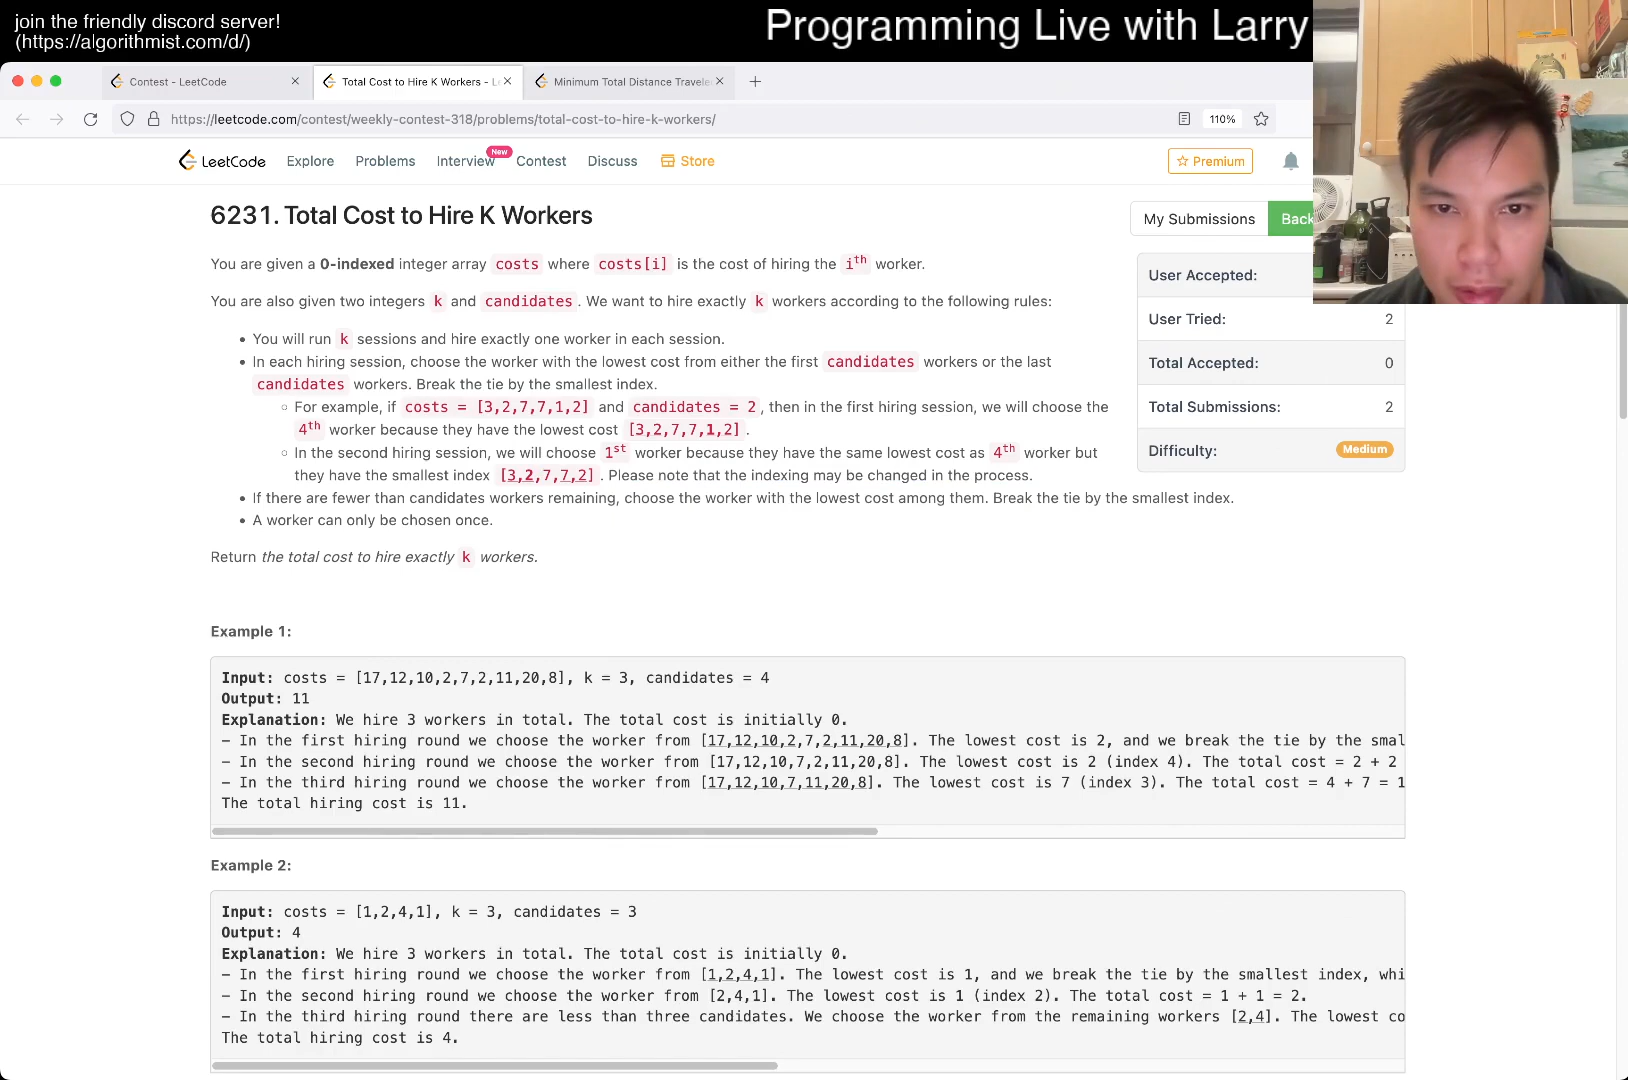 join the friendly discord server!
(https://algorithmist.com/d/)
Programming Live with Larry
Contest - LeetCode
Total Cost to Hire K Workers - Le
Minimum Total Distance Travele
https://leetcode.com/contest/weekly-contest-318/problems/total-cost-to-hire-k-workers/
110%
LeetCode
Explore
Problems
Interview
New
Contest
Discuss
Store
Premium
6231. Total Cost to Hire K Workers
My Submissions
Back
You are given a 0-indexed integer array costs where costs[i] is the cost of hiring the ith worker.
You are also given two integers k and candidates. We want to hire exactly k workers according to the following rules:
• You will run k sessions and hire exactly one worker in each session.
• In each hiring session, choose the worker with the lowest cost from either the first candidates workers or the last
candidates workers. Break the tie by the smallest index.
◦ For example, if costs = [3,2,7,7,1,2] and candidates = 2, then in the first hiring session, we will choose the
4th worker because they have the lowest cost [3,2,7,7,1,2].
◦ In the second hiring session, we will choose 1st worker because they have the same lowest cost as 4th worker but
they have the smallest index [3,2,7,7,2]. Please note that the indexing may be changed in the process.
• If there are fewer than candidates workers remaining, choose the worker with the lowest cost among them. Break the tie by the smallest index.
• A worker can only be chosen once.
Return the total cost to hire exactly k workers.
User Accepted:
User Tried: 2
Total Accepted: 0
Total Submissions: 2
Difficulty: Medium
Example 1:
Input: costs = [17,12,10,2,7,2,11,20,8], k = 3, candidates = 4
Output: 11
Explanation: We hire 3 workers in total. The total cost is initially 0.
- In the first hiring round we choose the worker from [17,12,10,2,7,2,11,20,8]. The lowest cost is 2, and we break the tie by the smal
- In the second hiring round we choose the worker from [17,12,10,7,2,11,20,8]. The lowest cost is 2 (index 4). The total cost = 2 + 2
- In the third hiring round we choose the worker from [17,12,10,7,11,20,8]. The lowest cost is 7 (index 3). The total cost = 4 + 7 = 1
The total hiring cost is 11.
Example 2:
Input: costs = [1,2,4,1], k = 3, candidates = 3
Output: 4
Explanation: We hire 3 workers in total. The total cost is initially 0.
- In the first hiring round we choose the worker from [1,2,4,1]. The lowest cost is 1, and we break the tie by the smallest index, whi
- In the second hiring round we choose the worker from [2,4,1]. The lowest cost is 1 (index 2). The total cost = 1 + 1 = 2.
- In the third hiring round there are less than three candidates. We choose the worker from the remaining workers [2,4]. The lowest co
The total hiring cost is 4.